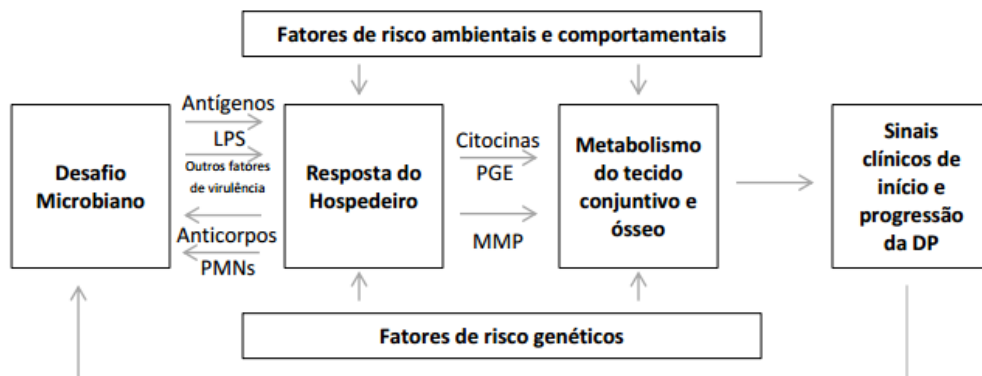 Fatores de risco ambientais e comportamentais
Desafio
Microbiano
Antígenos
LPS
Outros fatores
de virulência
Anticorpos
PMNs
Resposta do
Hospedeiro
Citocinas
PGE
MMP
Metabolismo
do tecido
conjuntivo e
ósseo
Sinais
clínicos de
início e
progressão
da DP
Fatores de risco genéticos